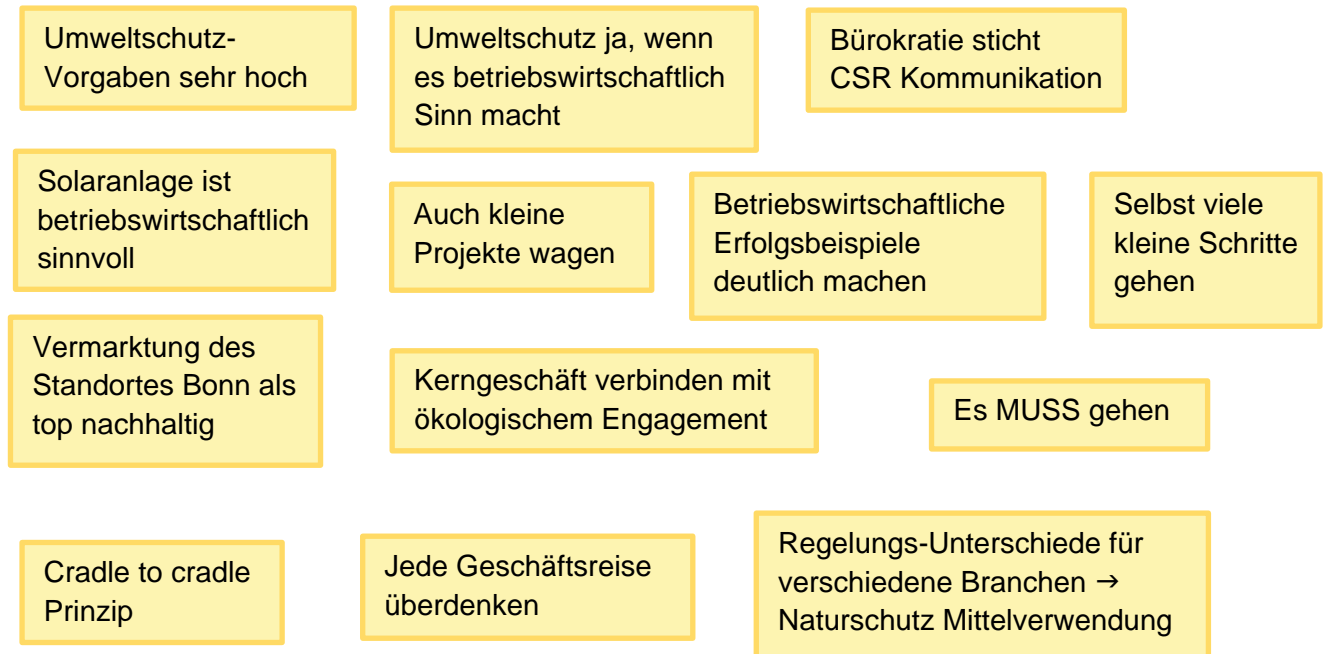 Umweltschutz-
Vorgaben sehr hoch
Umweltschutz ja, wenn
es betriebswirtschaftlich
Sinn macht
Bürokratie sticht
CSR Kommunikation
Solaranlage ist
betriebswirtschaftlich
sinnvoll
Auch kleine
Projekte wagen
Betriebswirtschaftliche
Erfolgsbeispiele
deutlich machen
Selbst viele
kleine Schritte
gehen
Vermarktung des
Standortes Bonn als
top nachhaltig
Kerngeschäft verbinden mit
ökologischem Engagement
Es MUSS gehen
Cradle to cradle
Prinzip
Jede Geschäftsreise
überdenken
Regelungs-Unterschiede für
verschiedene Branchen →
Naturschutz Mittelverwendung